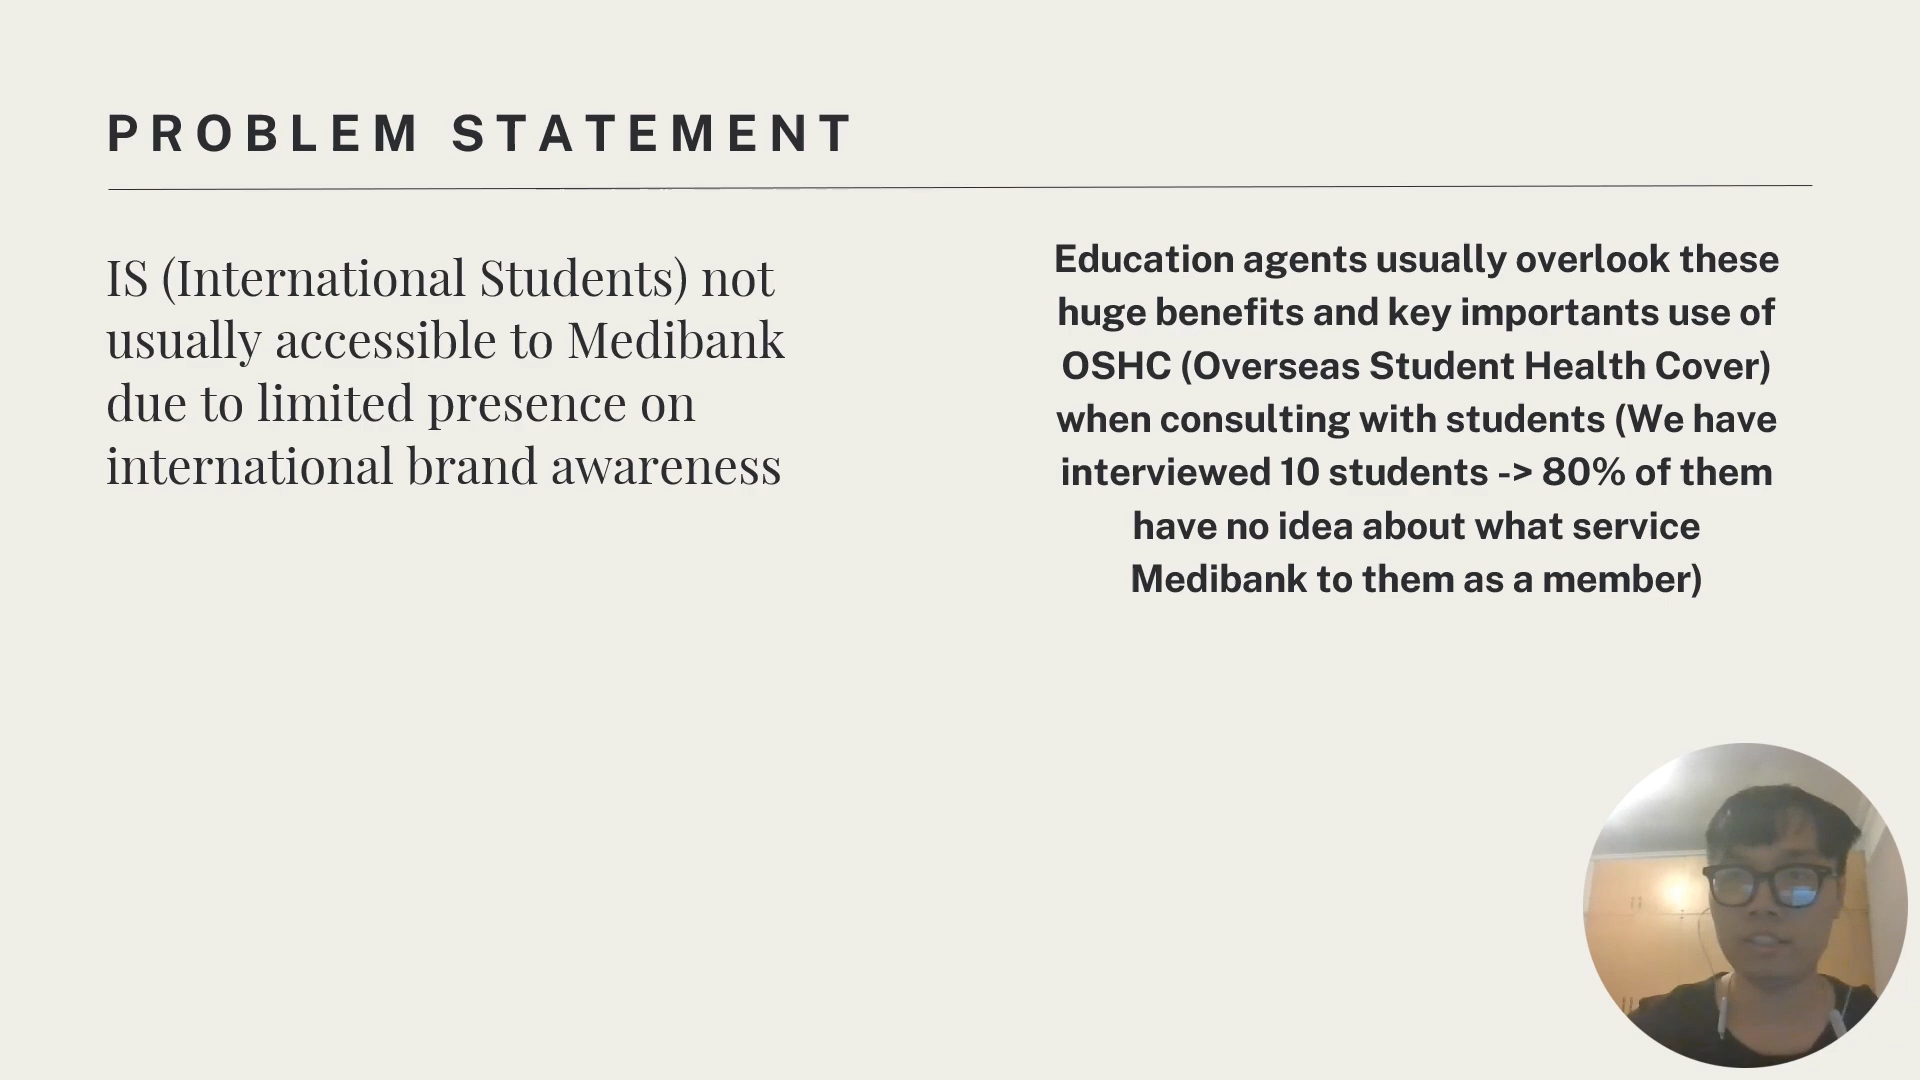 PROBLEM STATEMENT
IS (International Students) not
usually accessible to Medibank
due to limited presence on
international brand awareness
Education agents usually overlook these
huge benefits and key importants use of
OSHC (Overseas Student Health Cover)
when consulting with students (We have
interviewed 10 students -> 80% of them
have no idea about what service
Medibank to them as a member)